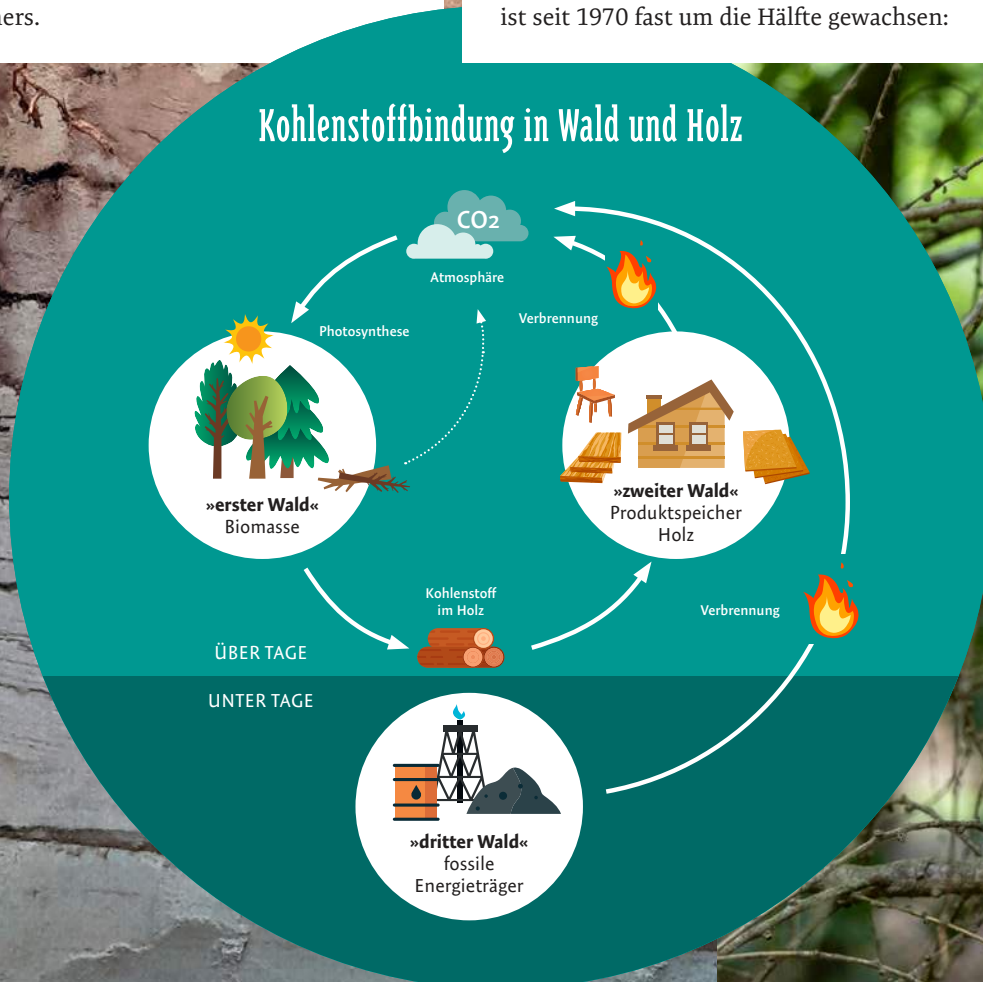 ners.
ist seit 1970 fast um die Hälfte gewachsen:
Kohlenstoffbindung in Wald und Holz
CO2
Atmosphäre
Photosynthese
Verbrennung
»erster Wald«
Biomasse
»zweiter Wald«
Produktspeicher
Holz
Kohlenstoff
im Holz
Verbrennung
ÜBER TAGE
UNTER TAGE
»dritter Wald«
fossile
Energieträger